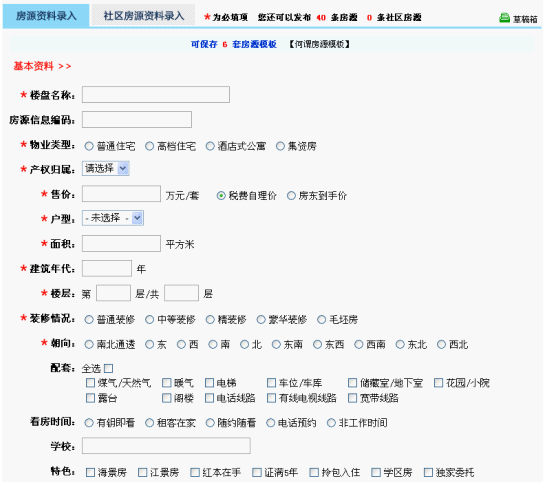 房源资料录入 社区房源资料录入 *为必填项 您还可以发布 40 条房源 0 条社区房源 草稿箱
可保存 6 套房源模板 【何谓房源模板】
基本资料 >>
*楼盘名称:
房源信息编码:
*物业类型: 普通住宅 高档住宅 酒店式公寓 集资房
*产权归属: 请选择
*售价: 万元/套 税费自理价 房东到手价
*户型: - 未选择 -
*面积: 平方米
*建筑年代: 年
*楼层: 第 层/共 层
*装修情况: 普通装修 中等装修 精装修 豪华装修 毛坯房
*朝向: 南北通透 东 西 南 北 东南 东西 西南 东北 西北
配套: 全选
煤气/天然气 暖气 电梯 车位/车库 储藏室/地下室 花园/小院
露台 阁楼 电话线路 有线电视线路 宽带线路
看房时间: 有钥即看 租客在家 随约随看 电话预约 非工作时间
学校:
特色: 海景房 江景房 红本在手 证满5年 拎包入住 学区房 独家委托